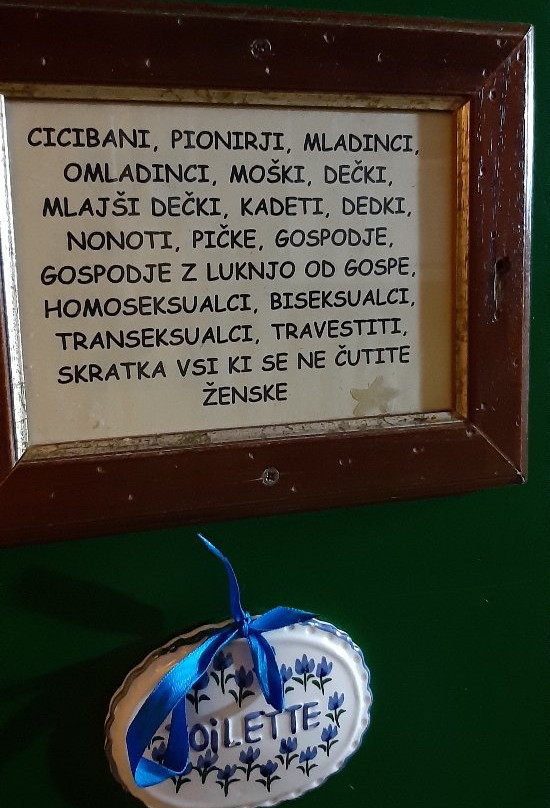 CICIBANI, PIONIRJI, MLADINCI,
OMLADINCI, MOŠKI, DEČKI,
MLAJŠI DEČKI, KADETI, DEDKI,
NONOTI, PIČKE, GOSPODJE,
GOSPODJE Z LUKNJO OD GOSPE,
HOMOSEKSUALCI, BISEKSUALCI,
TRANSEKSUALCI, TRAVESTITI,
SKRATKA VSI KI SE NE ČUTITE
ŽENSKE
OiLETTE